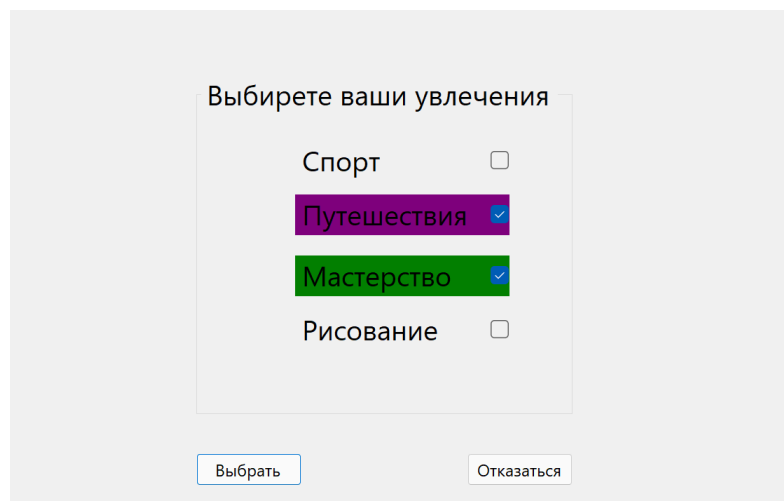 Выбирете ваши увлечения
Спорт
Путешествия
Мастерство
Рисование
Выбрать Отказаться